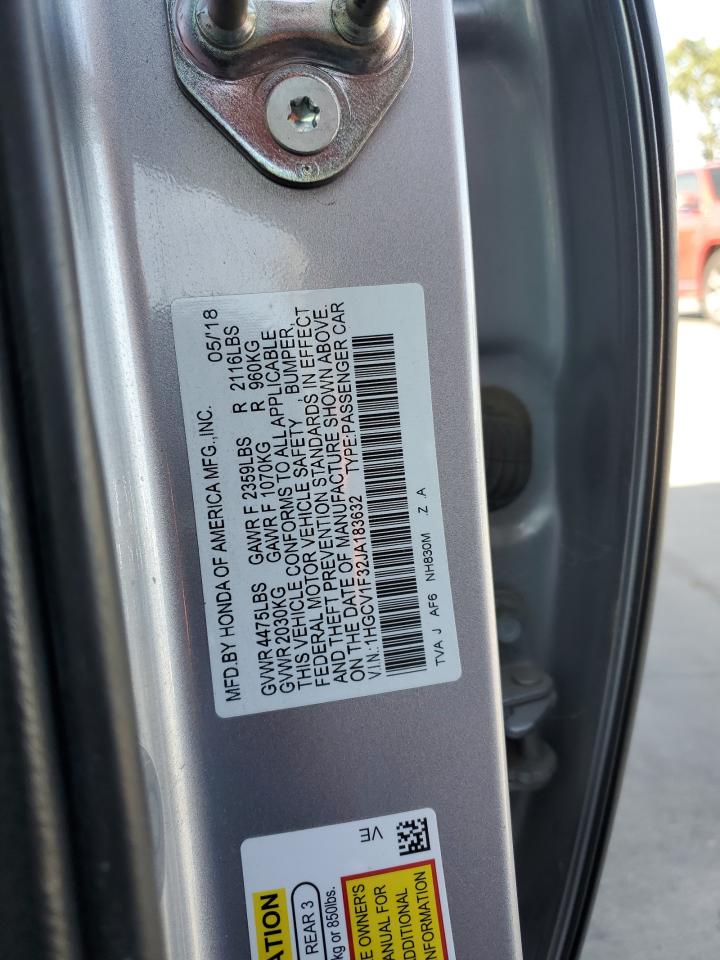 MFD.BY HONDA OF AMERICA MFG.,INC. 05/'18
GVWR 4475LBS GAWR F 2359LBS R 2116LBS
GVWR 2030KG GAWR F 1070KG R 960KG
THIS VEHICLE CONFORMS TO ALL APPLICABLE
FEDERAL MOTOR VEHICLE SAFETY, BUMPER,
AND THEFT PREVENTION STANDARDS IN EFFECT
ON THE DATE OF MANUFACTURE SHOWN ABOVE.
V.I.N.:1HGCV1F32JA183632 TYPE:PASSENGER CAR
TVA J AF6 NH830M Z .A
VE
REAR 3
kg or 850lbs.
MANUAL FOR